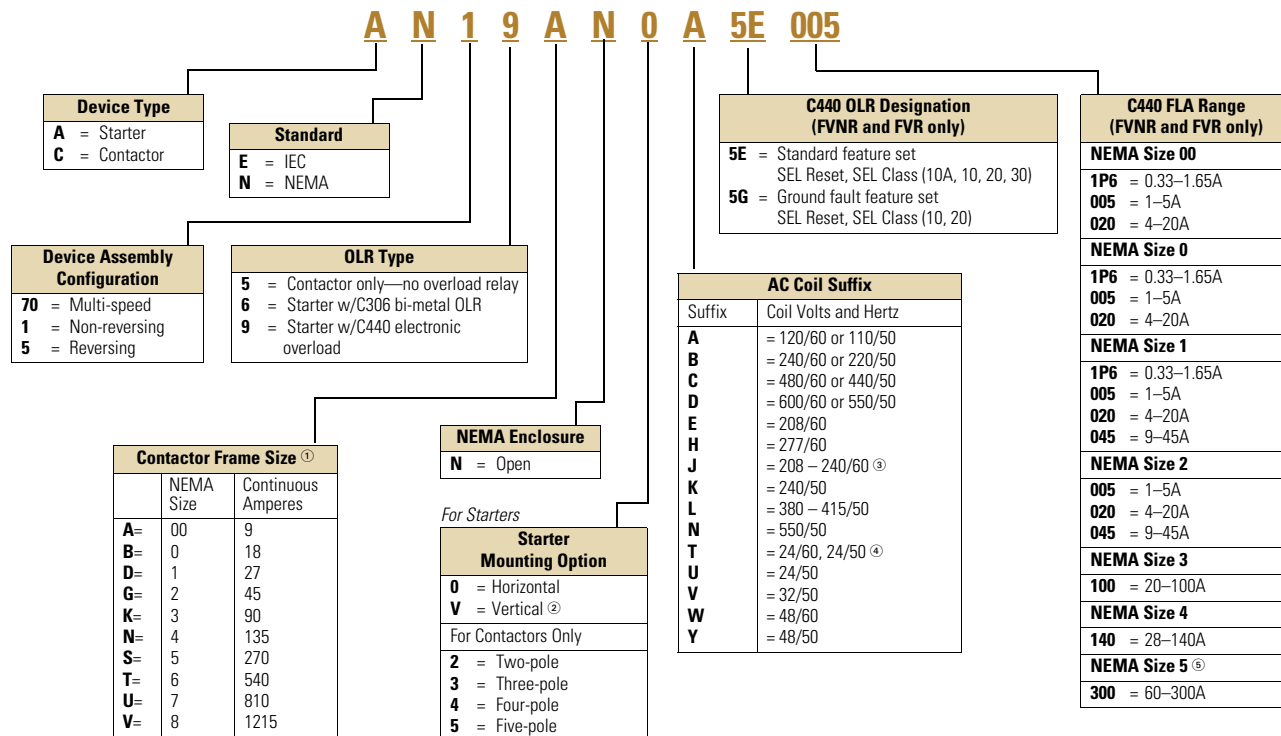 A N 1 9 A N 0 A 5E 005
Device Type
A = Starter
C = Contactor
Standard
E = IEC
N = NEMA
Device Assembly
Configuration
70 = Multi-speed
1 = Non-reversing
5 = Reversing
OLR Type
5 = Contactor only—no overload relay
6 = Starter w/C306 bi-metal OLR
9 = Starter w/C440 electronic
overload
Contactor Frame Size ①
NEMA Continuous
Size Amperes
A= 00 9
B= 0 18
D= 1 27
G= 2 45
K= 3 90
N= 4 135
S= 5 270
T= 6 540
U= 7 810
V= 8 1215
NEMA Enclosure
N = Open
For Starters
Starter
Mounting Option
0 = Horizontal
V = Vertical ②
For Contactors Only
2 = Two-pole
3 = Three-pole
4 = Four-pole
5 = Five-pole
AC Coil Suffix
Suffix Coil Volts and Hertz
A = 120/60 or 110/50
B = 240/60 or 220/50
C = 480/60 or 440/50
D = 600/60 or 550/50
E = 208/60
H = 277/60
J = 208 – 240/60 ③
K = 240/50
L = 380 – 415/50
N = 550/50
T = 24/60, 24/50 ④
U = 24/50
V = 32/50
W = 48/60
Y = 48/50
C440 OLR Designation
(FVNR and FVR only)
5E = Standard feature set
SEL Reset, SEL Class (10A, 10, 20, 30)
5G = Ground fault feature set
SEL Reset, SEL Class (10, 20)
C440 FLA Range
(FVNR and FVR only)
NEMA Size 00
1P6 = 0.33–1.65A
005 = 1–5A
020 = 4–20A
NEMA Size 0
1P6 = 0.33–1.65A
005 = 1–5A
020 = 4–20A
NEMA Size 1
1P6 = 0.33–1.65A
005 = 1–5A
020 = 4–20A
045 = 9–45A
NEMA Size 2
005 = 1–5A
020 = 4–20A
045 = 9–45A
NEMA Size 3
100 = 20–100A
NEMA Size 4
140 = 28–140A
NEMA Size 5 ⑤
300 = 60–300A